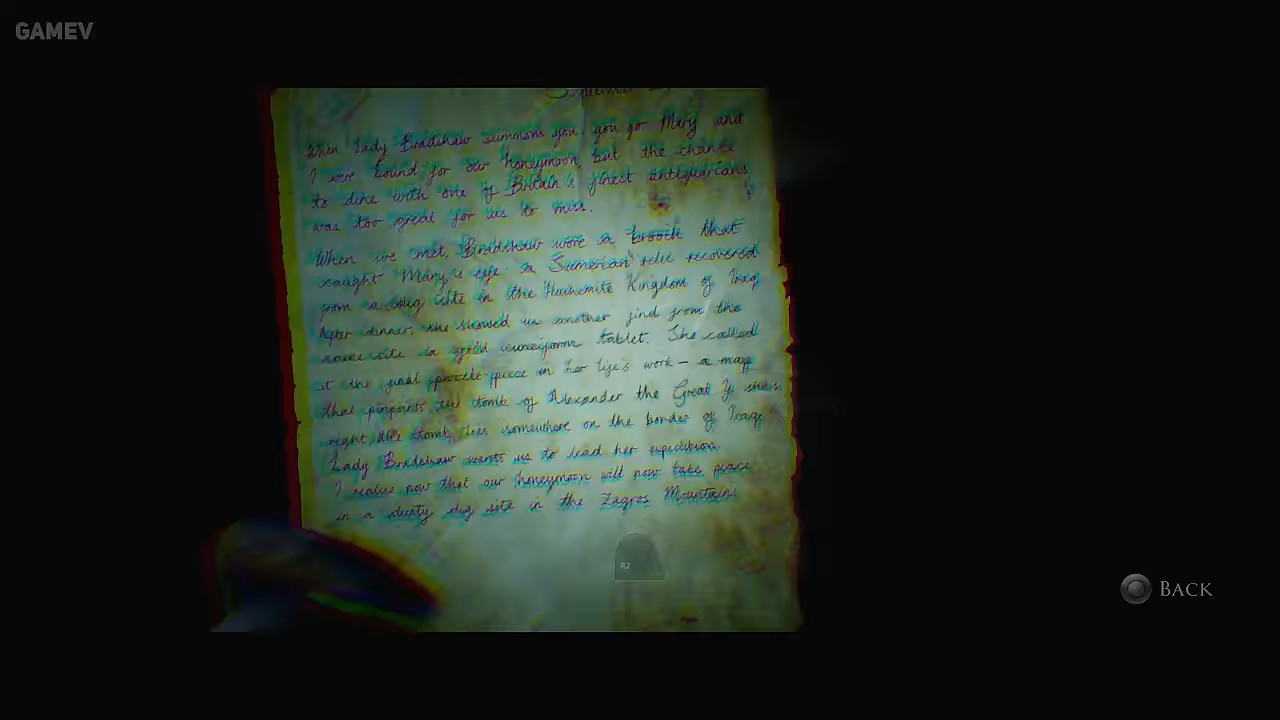 GAMEV
When Lady Bradshaw summons you, you go. Mary and
I were bound for our honeymoon, but the chance
to dine with one of Britain's finest antiquarians
was too great for us to miss.
When we met, Bradshaw wore a brooch that
caught Mary's eye: a Sumerian relic recovered
from a dig site in the Hashemite Kingdom of Iraq
After dinner, she showed us another find from the
same site a gold cuneiform tablet. She called
it the final puzzle-piece in her life's work — a map
that pinpoints the tomb of Alexander the Great. If she's
right, the tomb lies somewhere on the border of Iraq.
Lady Bradshaw wants us to lead her expedition.
I realise now that our honeymoon will now take place
in a dusty dig site in the Zagros Mountains.
R2
BACK